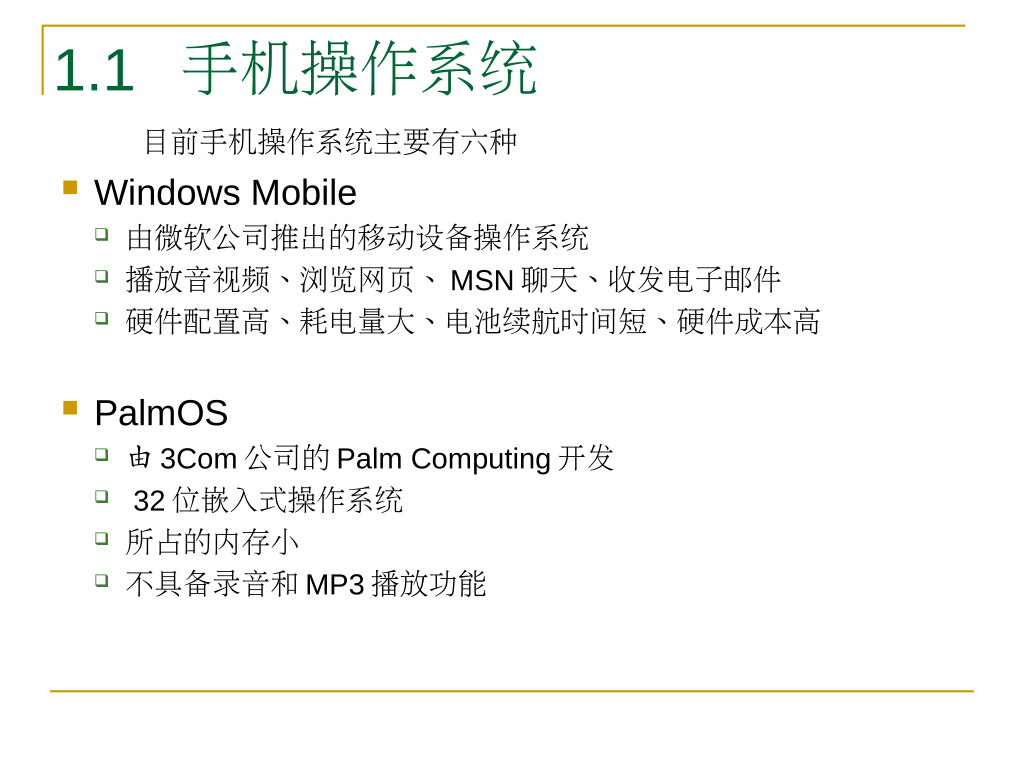 1.1 手机操作系统
目前手机操作系统主要有六种
Windows Mobile
由微软公司推出的移动设备操作系统
播放音视频、浏览网页、 MSN 聊天、收发电子邮件
硬件配置高、耗电量大、电池续航时间短、硬件成本高
PalmOS
由 3Com 公司的 Palm Computing 开发
32 位嵌入式操作系统
所占的内存小
不具备录音和 MP3 播放功能